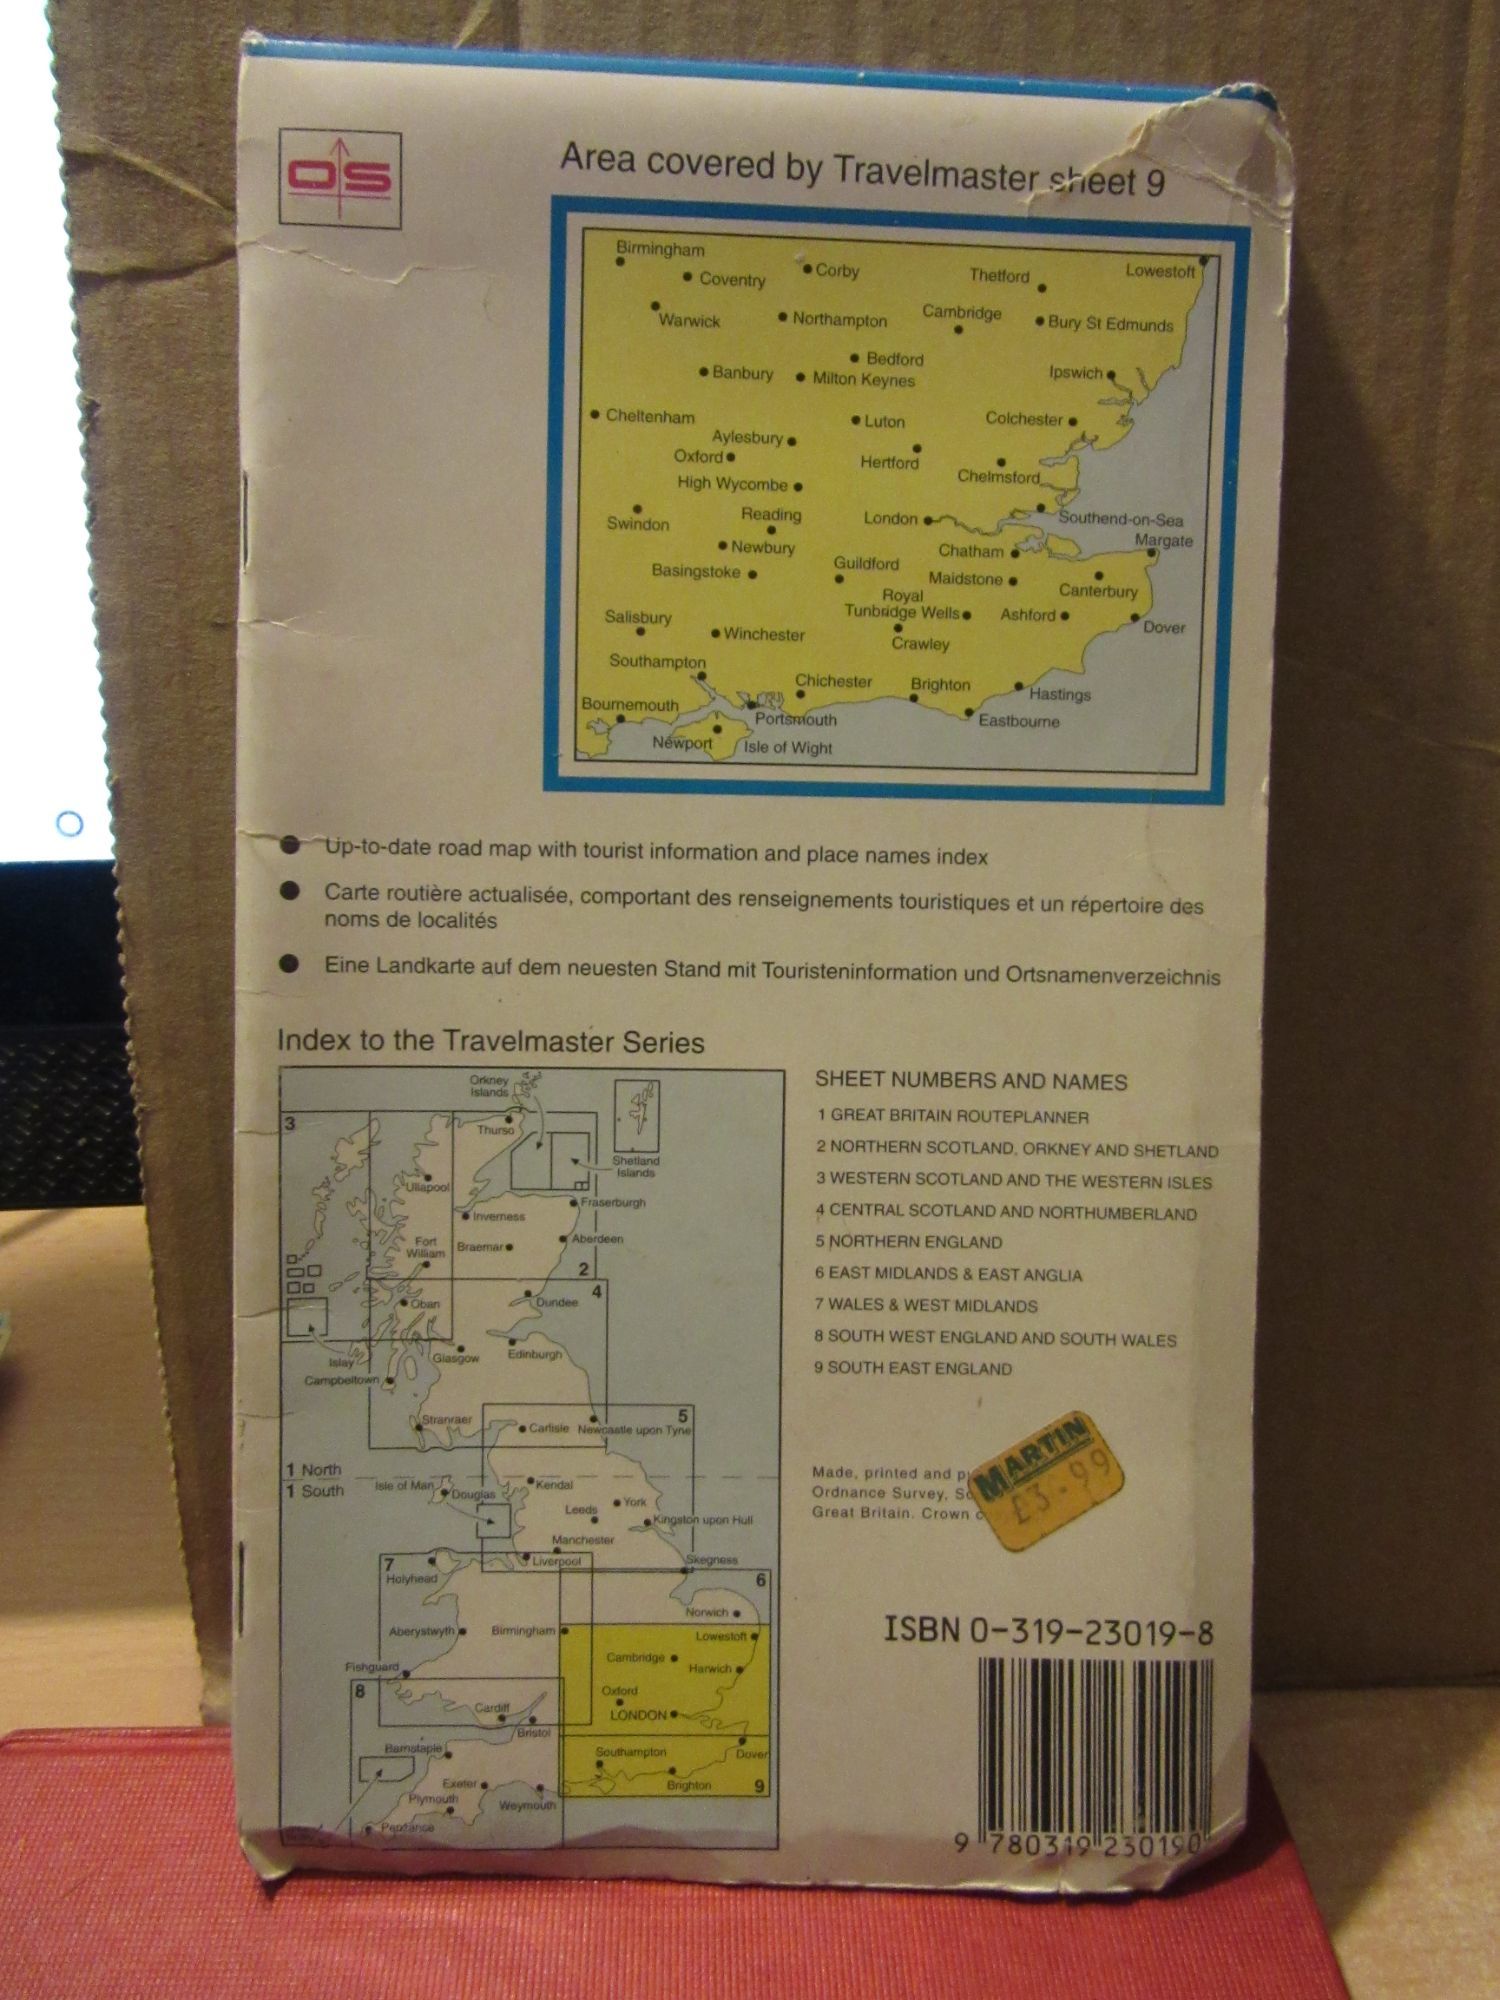 OS
Area covered by Travelmaster sheet 9
Birmingham
Coventry
Corby
Thetford
Lowestoft
Warwick
Northampton
Cambridge
Bury St Edmunds
Bedford
Banbury
Milton Keynes
Ipswich
Cheltenham
Luton
Colchester
Aylesbury
Oxford
Hertford
Chelmsford
High Wycombe
Swindon
Reading
London
Southend-on-Sea
Newbury
Chatham
Margate
Basingstoke
Guildford
Maidstone
Canterbury
Royal
Tunbridge Wells
Ashford
Salisbury
Winchester
Crawley
Dover
Southampton
Chichester
Brighton
Hastings
Bournemouth
Portsmouth
Eastbourne
Newport
Isle of Wight
Up-to-date road map with tourist information and place names index
Carte routière actualisée, comportant des renseignements touristiques et un répertoire des
noms de localités
Eine Landkarte auf dem neuesten Stand mit Touristeninformation und Ortsnamenverzeichnis
Index to the Travelmaster Series
Orkney
Islands
3
Thurso
Shetland
Islands
Ullapool
Fraserburgh
Inverness
Fort
William
Braemar
Aberdeen
2
4
Oban
Dundee
Islay
Glasgow
Edinburgh
Campbeltown
Stranraer
5
Carlisle
Newcastle upon Tyne
1 North
1 South
Isle of Man
Douglas
Kendal
Leeds
York
Kingston upon Hull
Manchester
Liverpool
Skegness
7
Holyhead
6
Norwich
Aberystwyth
Birmingham
Lowestoft
Cambridge
Harwich
Fishguard
8
Oxford
Cardiff
LONDON
Bristol
Barnstaple
Southampton
Dover
Exeter
Brighton
9
Plymouth
Weymouth
Penzance
SHEET NUMBERS AND NAMES
1 GREAT BRITAIN ROUTEPLANNER
2 NORTHERN SCOTLAND, ORKNEY AND SHETLAND
3 WESTERN SCOTLAND AND THE WESTERN ISLES
4 CENTRAL SCOTLAND AND NORTHUMBERLAND
5 NORTHERN ENGLAND
6 EAST MIDLANDS & EAST ANGLIA
7 WALES & WEST MIDLANDS
8 SOUTH WEST ENGLAND AND SOUTH WALES
9 SOUTH EAST ENGLAND
MARTIN
£3.99
Made, printed and p
Ordnance Survey, So
Great Britain. Crown c
ISBN 0-319-23019-8
9 780319 230190